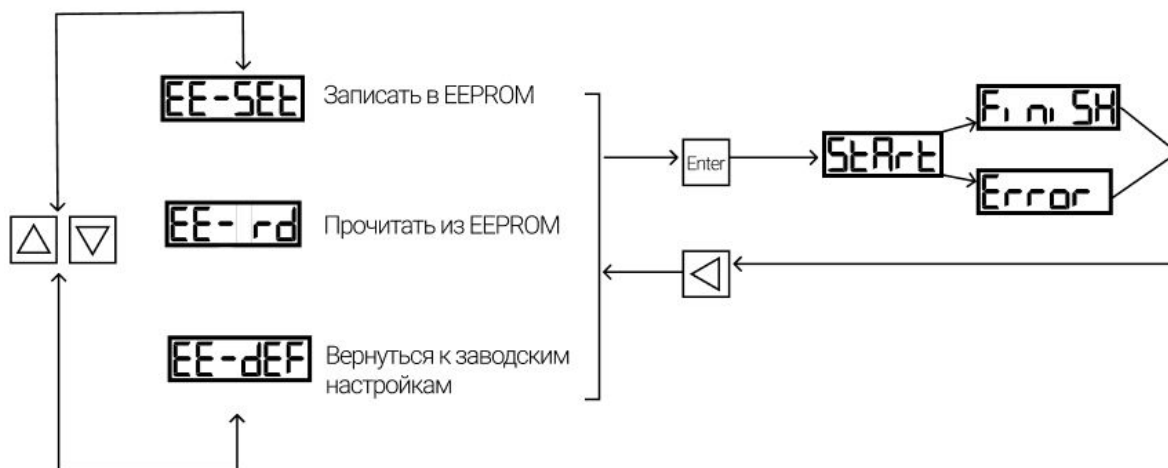 EE-SEt
Записать в EEPROM
FiniSH
Enter
StArt
Error
EE- rd
Прочитать из EEPROM
EE-dEF
Вернуться к заводским
настройкам